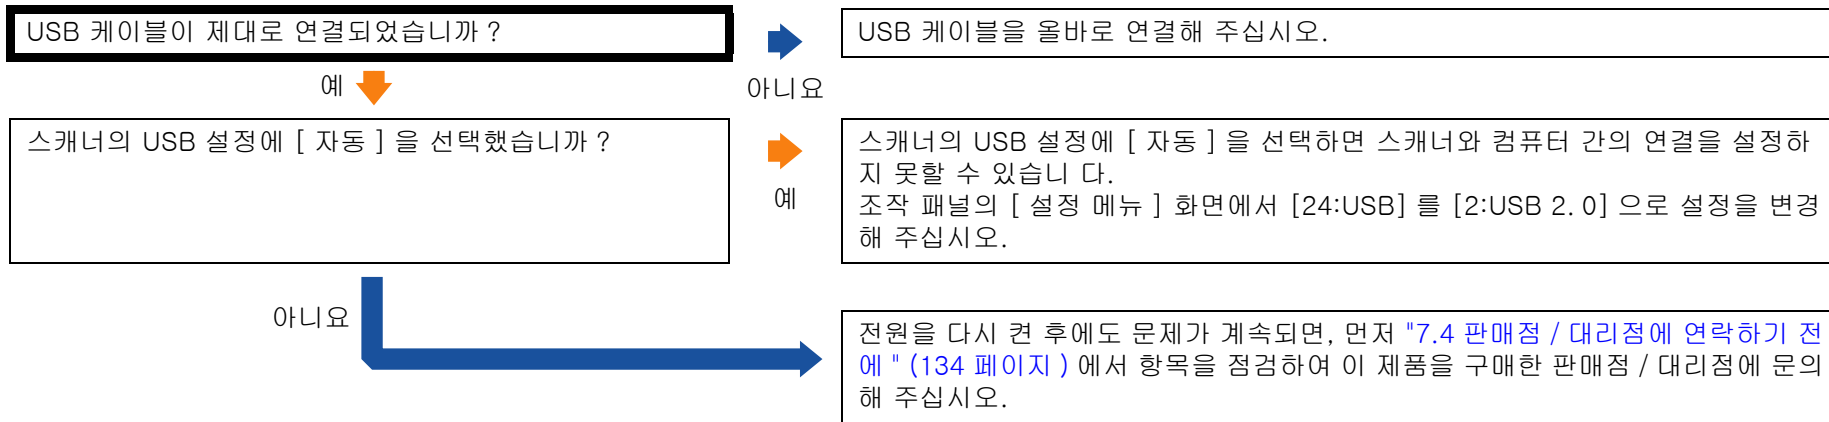 USB 케이블이 제대로 연결되었습니까 ?
USB 케이블을 올바로 연결해 주십시오.
예
아니요
스캐너의 USB 설정에 [ 자동 ] 을 선택했습니까 ?
스캐너의 USB 설정에 [ 자동 ] 을 선택하면 스캐너와 컴퓨터 간의 연결을 설정하
지 못할 수 있습니 다.
조작 패널의 [ 설정 메뉴 ] 화면에서 [24:USB] 를 [2:USB 2. 0] 으로 설정을 변경
해 주십시오.
예
아니요
전원을 다시 켠 후에도 문제가 계속되면, 먼저 "7.4 판매점 / 대리점에 연락하기 전
에 " (134 페이지 ) 에서 항목을 점검하여 이 제품을 구매한 판매점 / 대리점에 문의
해 주십시오.